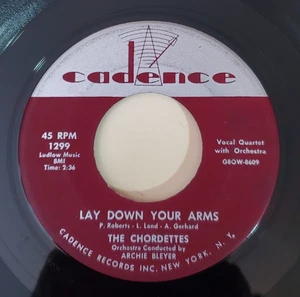 cadence
45 RPM
1299
Ludlow Music
BMI
Time: 2:36
Vocal Quartet
with Orchestra
G8OW-8609
LAY DOWN YOUR ARMS
P. Roberts - L. Land - A. Gerhard
THE CHORDETTES
Orchestra Conducted by
ARCHIE BLEYER
CADENCE RECORDS INC. NEW YORK, N. Y.